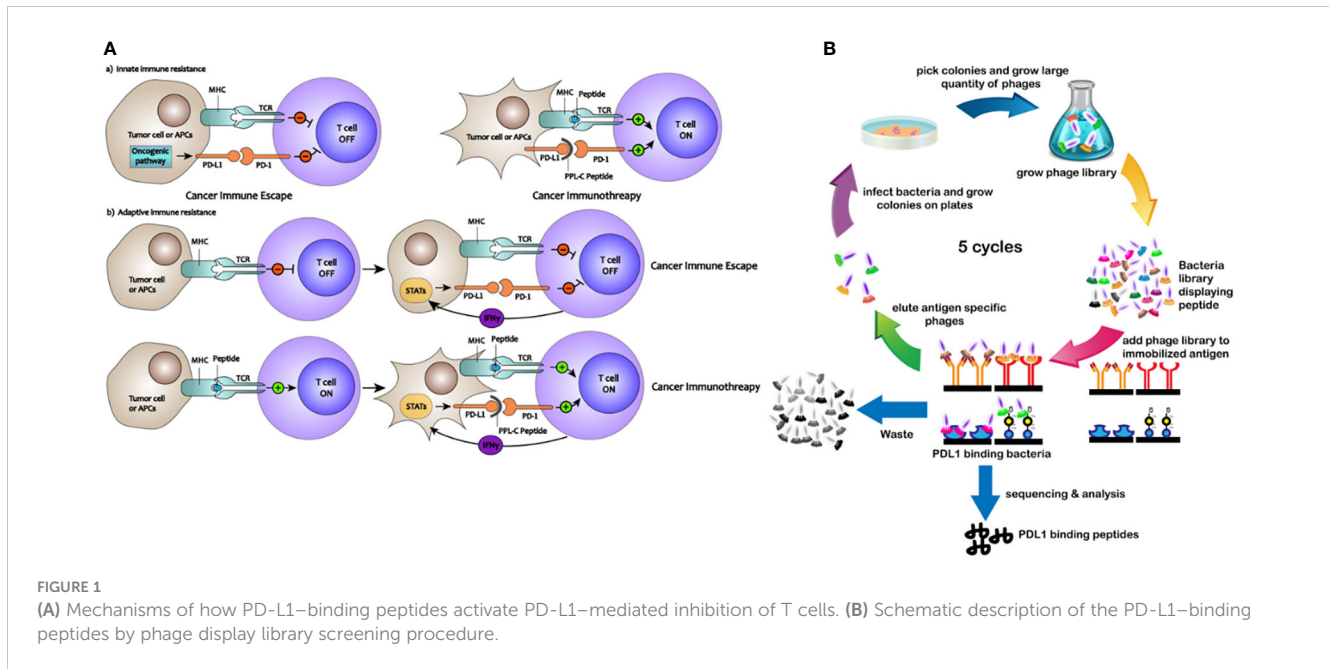 A
a) Innate immune resistance
MHC
TCR
Tumor cell or APCs
T cell
OFF
Oncogenic
pathway
PD-L1
PD-1
Cancer Immune Escape
MHC
Peptide
TCR
Tumor cell or APCs
T cell
ON
PD-L1
PD-1
PPL-C Peptide
Cancer Immunothreapy
b) Adaptive immune resistance
MHC
TCR
Tumor cell
or APCs
T cell
OFF
MHC
TCR
T cell
OFF
STATs
PD-L1
PD-1
IFNγ
Cancer Immune Escape
MHC
Peptide
TCR
Tumor cell
or APCs
T cell
ON
MHC
Peptide
TCR
T cell
ON
STATs
PD-L1
PD-1
PPL-C Peptide
IFNγ
Cancer Immunothreapy
B
pick colonies and grow large
quantity of phages
grow phage library
infect bacteria and grow
colonies on plates
5 cycles
Bacteria
library
displaying
peptide
elute antigen specific
phages
add phage library to
immobilized antigen
Waste
PDL1 binding bacteria
sequencing & analysis
PDL1 binding peptides
FIGURE 1
(A) Mechanisms of how PD-L1–binding peptides activate PD-L1–mediated inhibition of T cells. (B) Schematic description of the PD-L1–binding
peptides by phage display library screening procedure.